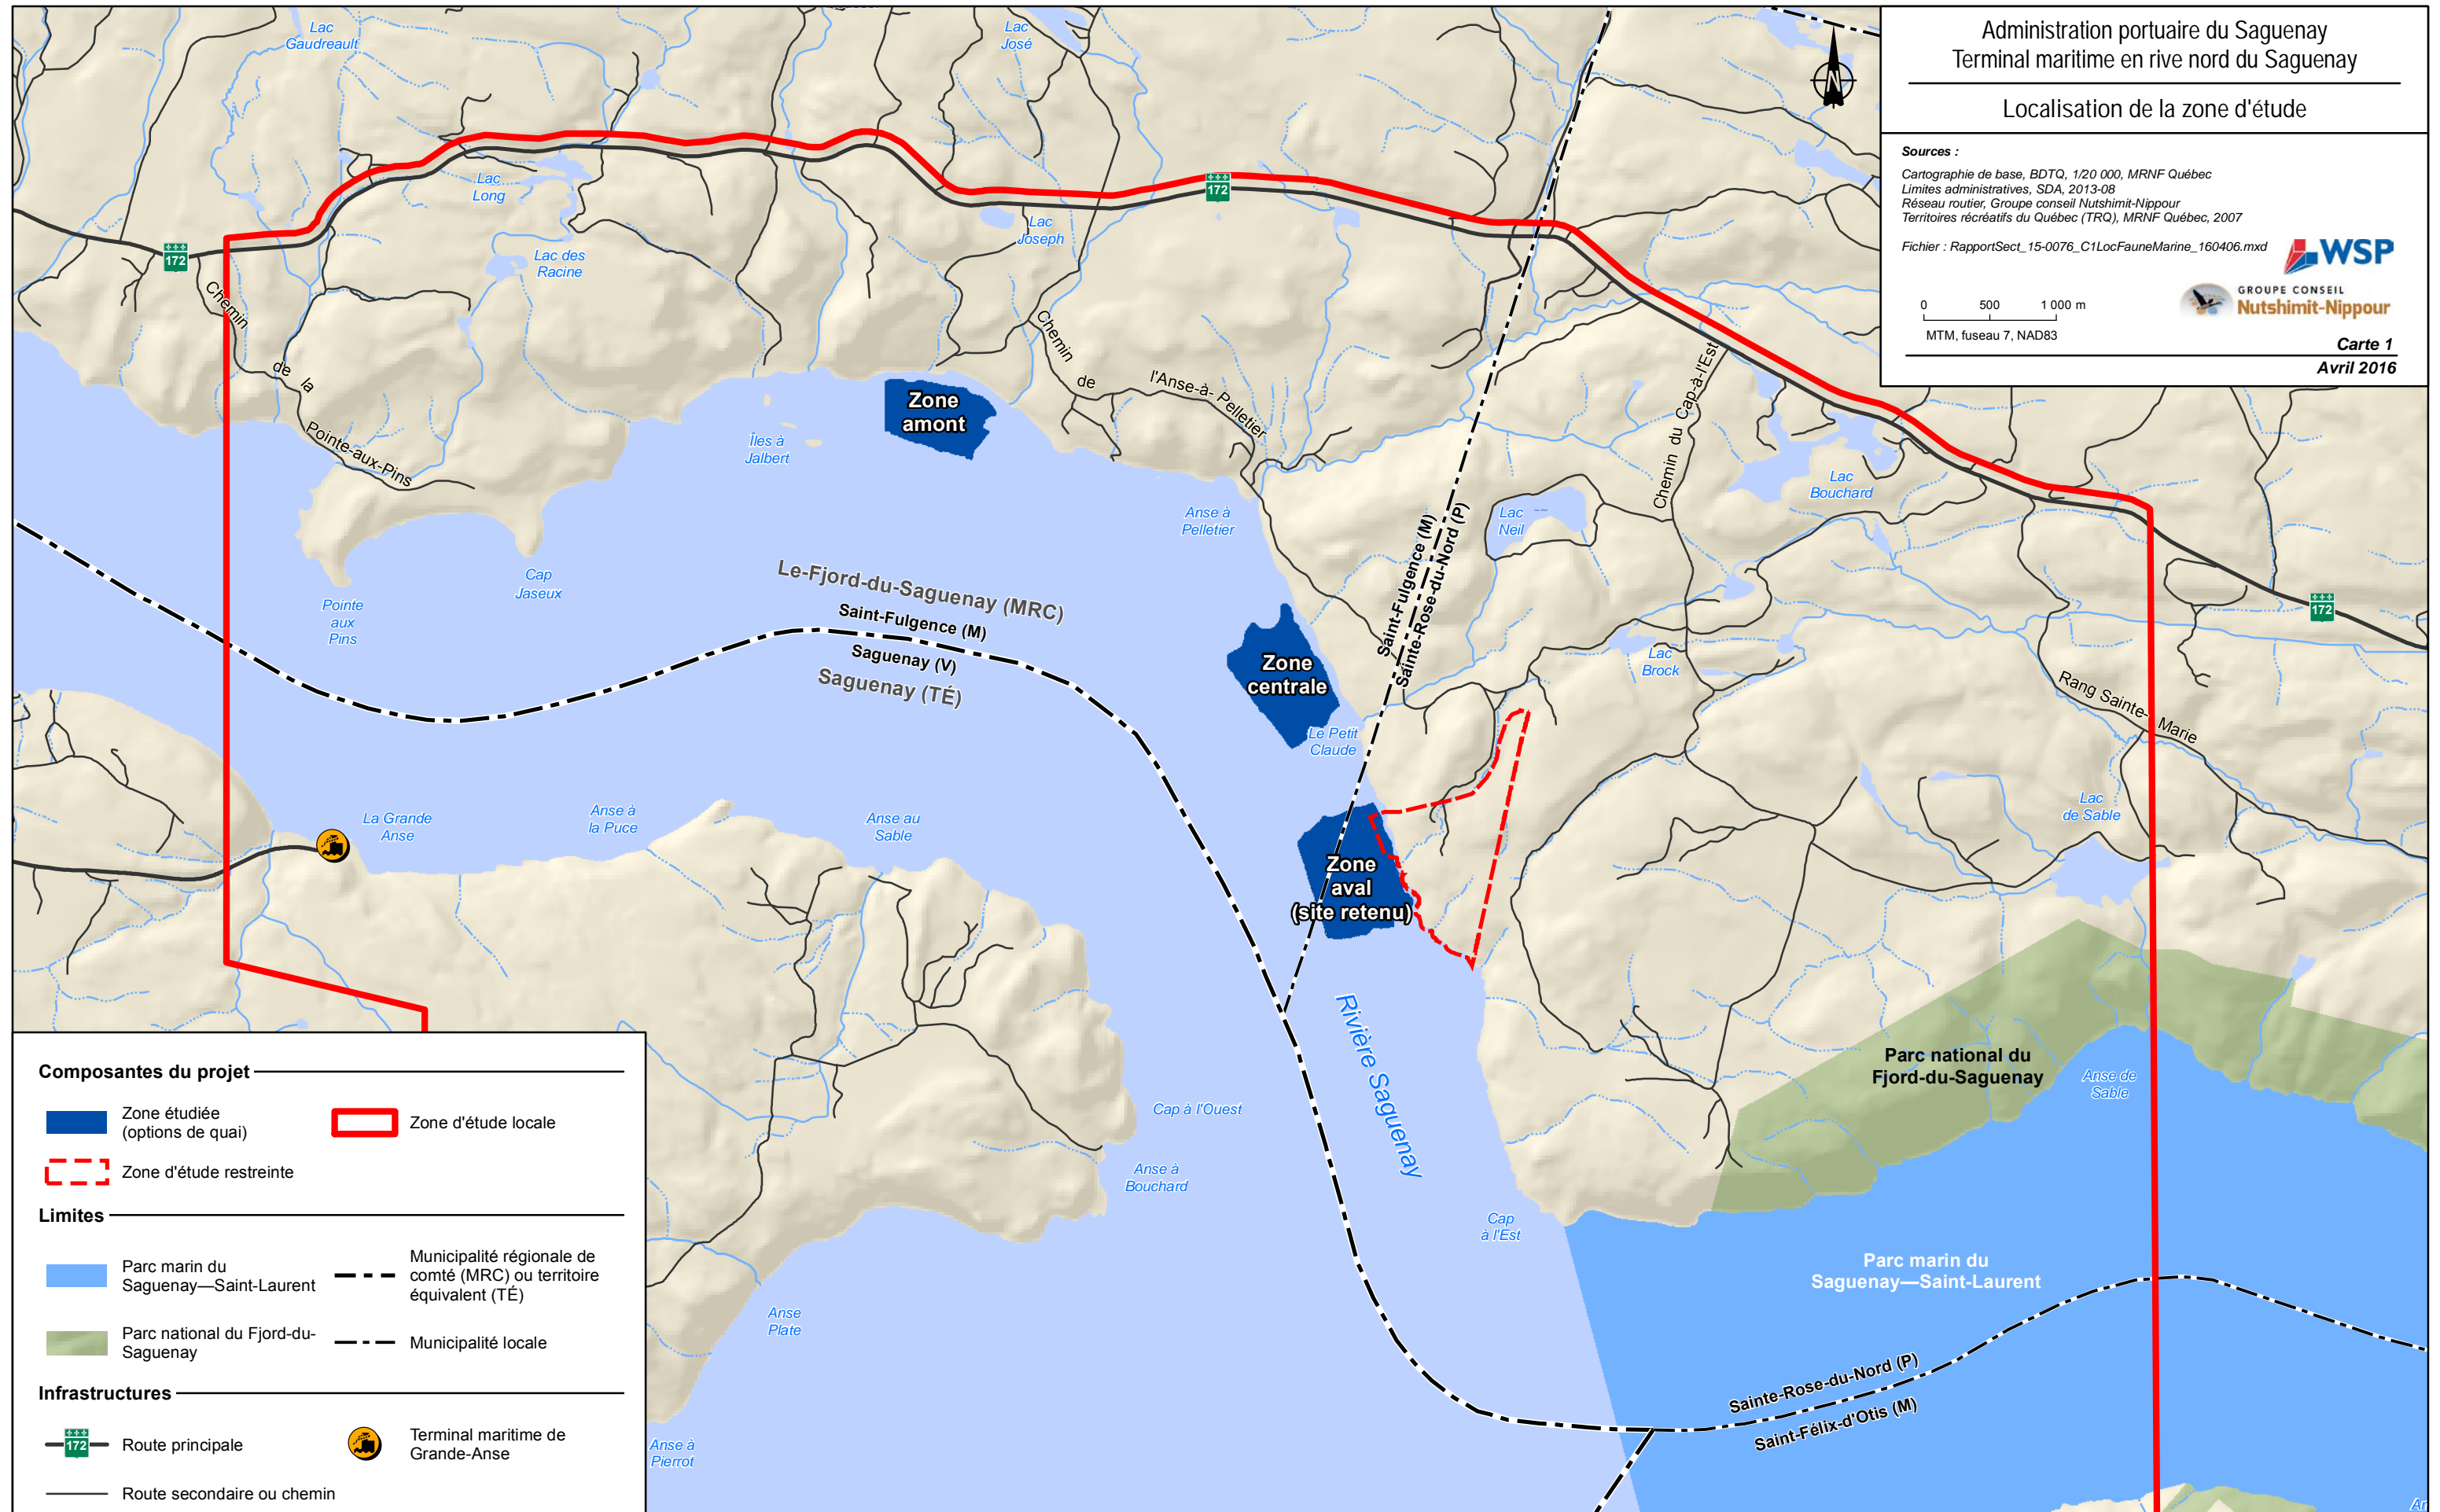 Administration portuaire du Saguenay
Terminal maritime en rive nord du Saguenay
Localisation de la zone d'étude
Sources :
Cartographie de base, BDTQ, 1/20 000, MRNF Québec
Limites administratives, SDA, 2013-08
Réseau routier, Groupe conseil Nutshimit-Nippour
Territoires récréatifs du Québec (TRQ), MRNF Québec, 2007
Fichier : RapportSect_15-0076_C1LocFauneMarine_160406.mxd
WSP
GROUPE CONSEIL
Nutshimit-Nippour
0 500 1 000 m
MTM, fuseau 7, NAD83
Carte 1
Avril 2016
N
Lac
Gaudreault
Lac
José
Lac
Long
Lac des
Racine
Lac
Joseph
172
172
172
Chemin
de la
Pointe-aux-Pins
Chemin
de
l'Anse-à-
Pelletier
Chemin du Cap-à-l'Est
Zone
amont
Îles à
Jalbert
Anse à
Pelletier
Lac
Neil
Lac
Bouchard
Cap
Jaseux
Pointe
aux
Pins
Le-Fjord-du-Saguenay (MRC)
Saint-Fulgence (M)
Saguenay (V)
Saguenay (TÉ)
Saint-Fulgence (M)
Sainte-Rose-du-Nord (P)
Zone
centrale
Le Petit
Claude
Lac
Brock
Rang Sainte-
Marie
Lac
de Sable
La Grande
Anse
Anse à
la Puce
Anse au
Sable
Zone
aval
(site retenu)
Rivière Saguenay
Parc national du
Fjord-du-Saguenay
Anse de
Sable
Cap à l'Ouest
Anse à
Bouchard
Cap
à l'Est
Parc marin du
Saguenay—Saint-Laurent
Anse
Plate
Sainte-Rose-du-Nord (P)
Saint-Félix-d'Otis (M)
Anse à
Pierrot
Composantes du projet
Zone étudiée
(options de quai)
Zone d'étude locale
Zone d'étude restreinte
Limites
Parc marin du
Saguenay—Saint-Laurent
Municipalité régionale de
comté (MRC) ou territoire
équivalent (TÉ)
Parc national du Fjord-du-
Saguenay
Municipalité locale
Infrastructures
172
Route principale
Terminal maritime de
Grande-Anse
Route secondaire ou chemin